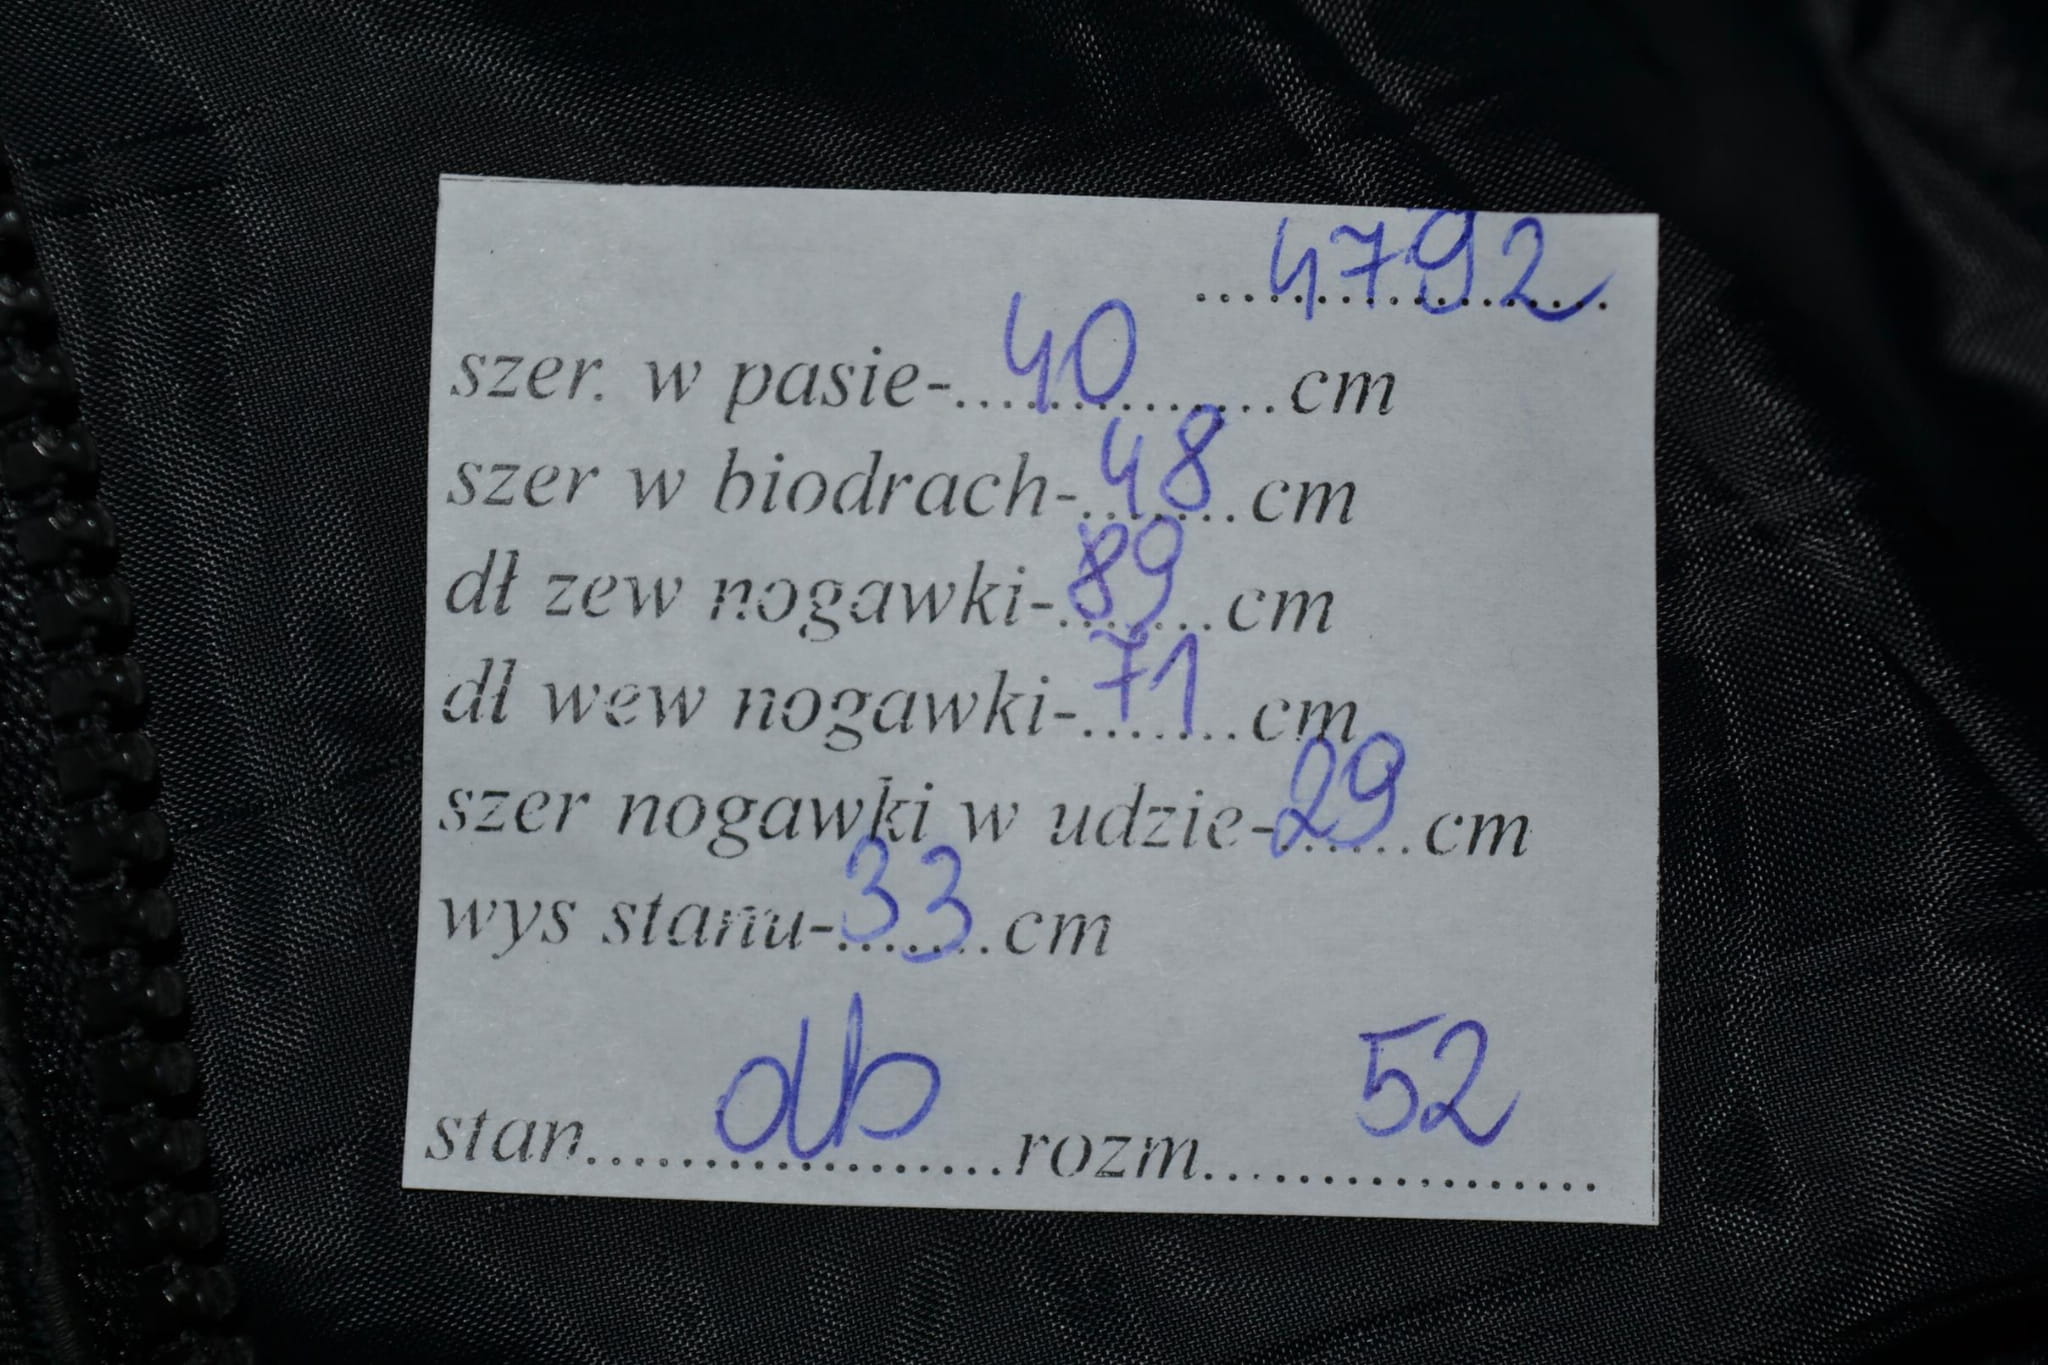 4792
szer. w pasie-...40...cm
szer w biodrach-...48...cm
dł zew nogawki-...89...cm
dł wew nogawki-...71...cm
szer nogawki w udzie-...29...cm
wys stanu-...33...cm
stan...db...rozm...52...